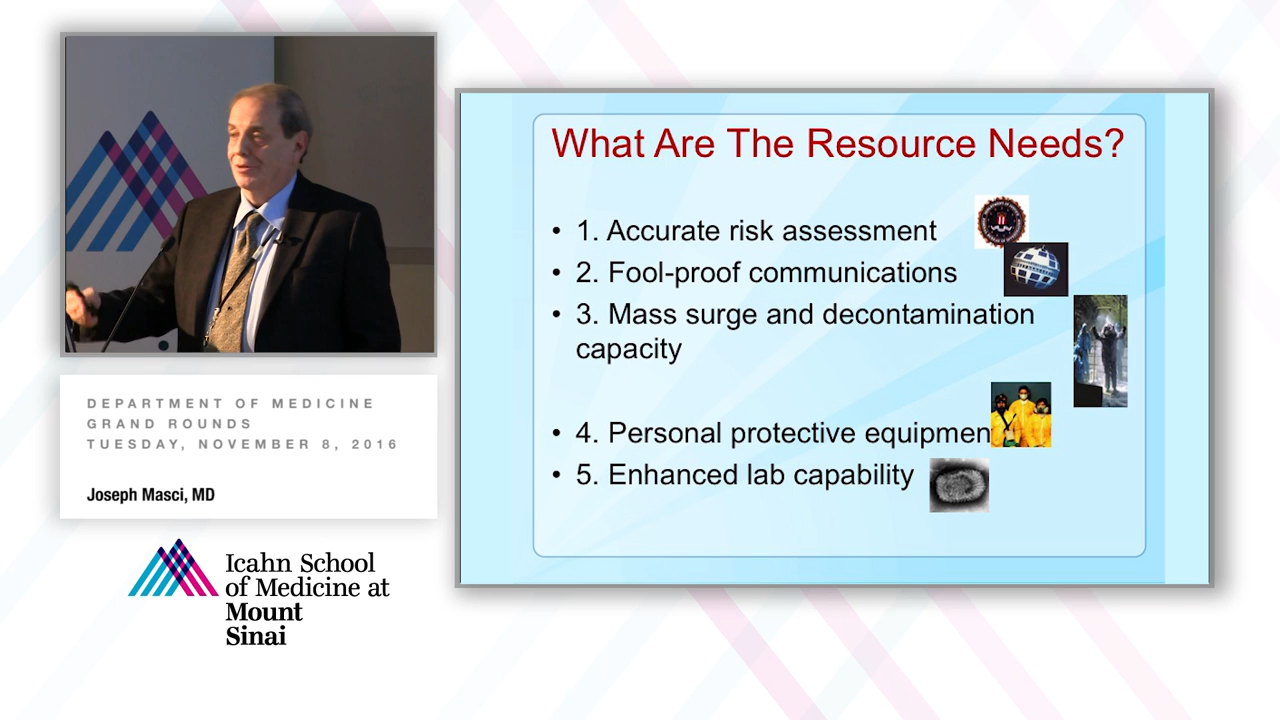 DEPARTMENT OF MEDICINE
GRAND ROUNDS
TUESDAY, NOVEMBER 8, 2016
Joseph Masci, MD
Icahn School
of Medicine at
Mount
Sinai
What Are The Resource Needs?
• 1. Accurate risk assessment
• 2. Fool-proof communications
• 3. Mass surge and decontamination
capacity
• 4. Personal protective equipmen
• 5. Enhanced lab capability